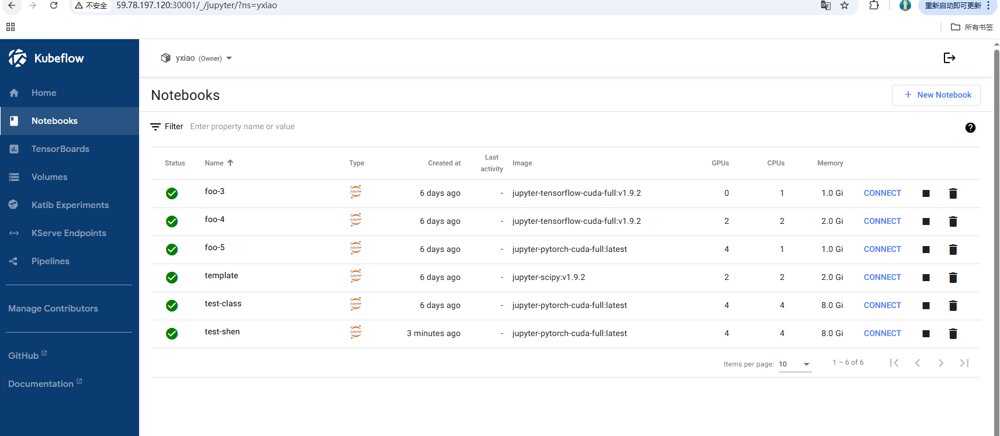 不安全 59.78.197.120:30001/_/jupyter/?ns=yxiao 重新启动即可更新
所有书签
Kubeflow
yxiao (Owner)
Home
Notebooks
TensorBoards
Volumes
Katib Experiments
KServe Endpoints
Pipelines
Manage Contributors
GitHub
Documentation
Notebooks
+ New Notebook
Filter Enter property name or value
Status Name Type Created at Last activity Image GPUs CPUs Memory
foo-3 jupyter 6 days ago - jupyter-tensorflow-cuda-full:v1.9.2 0 1 1.0 Gi CONNECT
foo-4 jupyter 6 days ago - jupyter-tensorflow-cuda-full:v1.9.2 2 2 2.0 Gi CONNECT
foo-5 jupyter 6 days ago - jupyter-pytorch-cuda-full:latest 4 1 1.0 Gi CONNECT
template jupyter 6 days ago - jupyter-scipy:v1.9.2 2 2 2.0 Gi CONNECT
test-class jupyter 6 days ago - jupyter-pytorch-cuda-full:latest 4 4 8.0 Gi CONNECT
test-shen jupyter 3 minutes ago - jupyter-pytorch-cuda-full:latest 4 4 8.0 Gi CONNECT
Items per page: 10 1 – 6 of 6